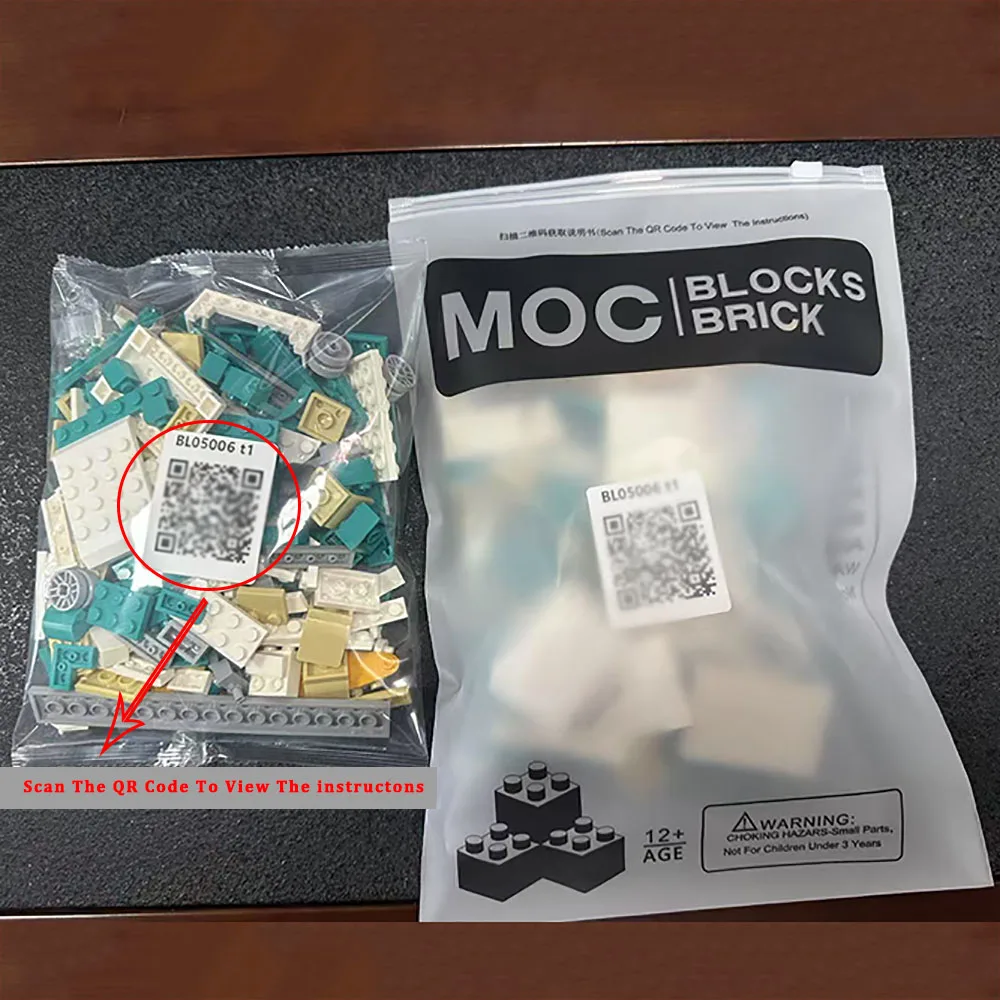 扫描二维码获取说明书(Scan The QR Code To View The Instructions)
MOC
BLOCKS
BRICK
BL05006 t1
BL05006 t1
Scan The QR Code To View The instructons
12+
AGE
WARNING:
CHOKING HAZARS-Small Parts,
Not For Children Under 3 Years